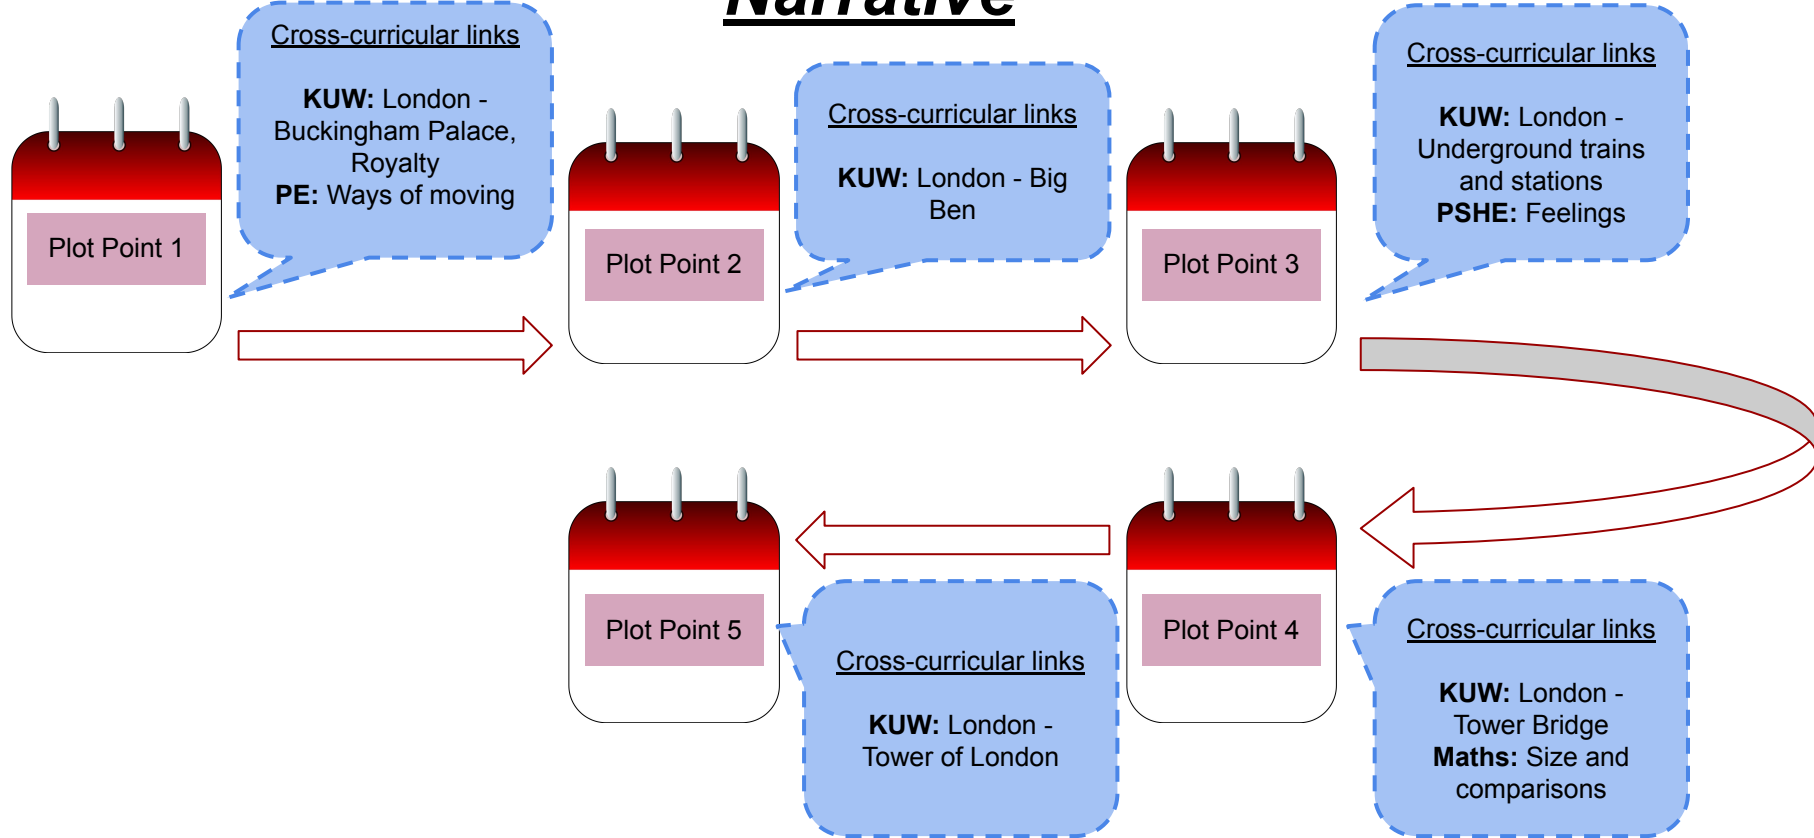 Narrative
Cross-curricular links
KUW: London -
Buckingham Palace,
Royalty
PE: Ways of moving
Plot Point 1
Cross-curricular links
KUW: London - Big
Ben
Plot Point 2
Cross-curricular links
KUW: London -
Underground trains
and stations
PSHE: Feelings
Plot Point 3
Plot Point 4
Cross-curricular links
KUW: London -
Tower Bridge
Maths: Size and
comparisons
Plot Point 5
Cross-curricular links
KUW: London -
Tower of London